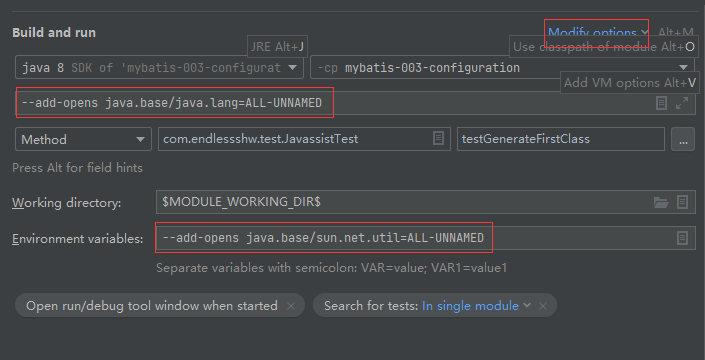 Build and run
Modify options Alt+M
JRE Alt+J
Use classpath of module Alt+O
java 8 SDK of 'mybatis-003-configurat
-cp mybatis-003-configuration
Add VM options Alt+V
--add-opens java.base/java.lang=ALL-UNNAMED
Method com.endlessshw.test.JavassistTest testGenerateFirstClass ...
Press Alt for field hints
Working directory: $MODULE_WORKING_DIR$
Environment variables: --add-opens java.base/sun.net.util=ALL-UNNAMED
Separate variables with semicolon: VAR=value; VAR1=value1
Open run/debug tool window when started × Search for tests: In single module ×